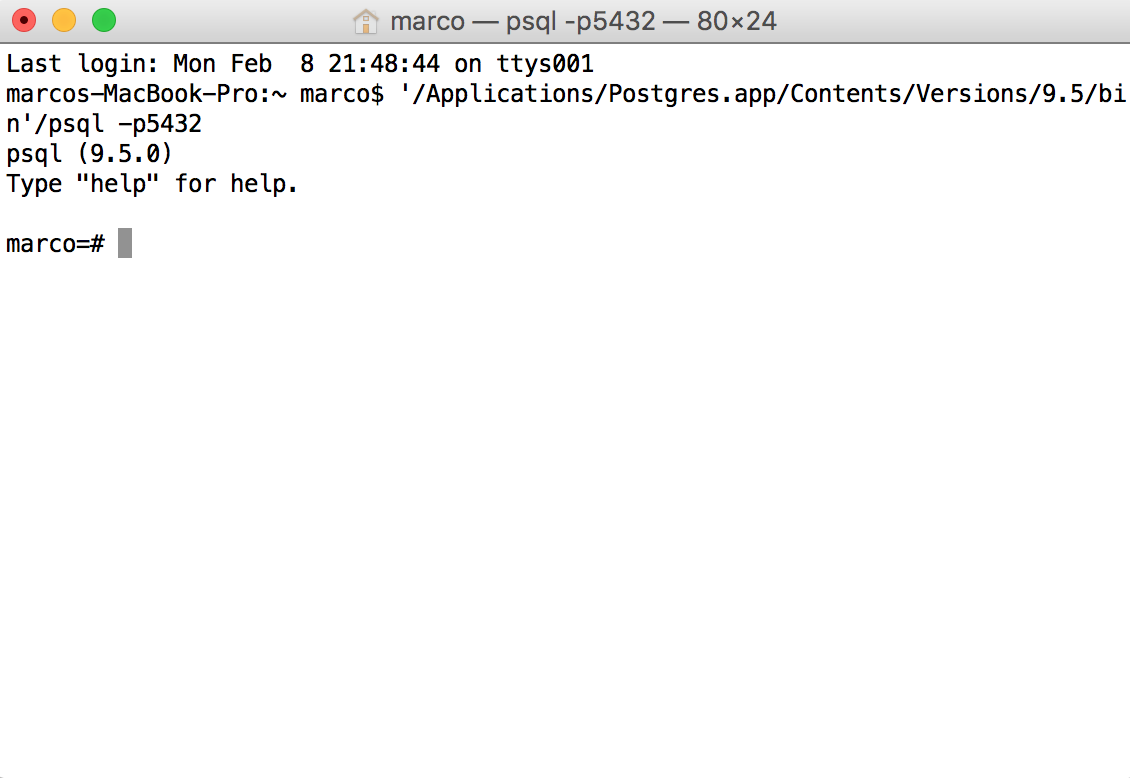 marco — psql -p5432 — 80×24
Last login: Mon Feb  8 21:48:44 on ttys001
marcos-MacBook-Pro:~ marco$ '/Applications/Postgres.app/Contents/Versions/9.5/bi
n'/psql -p5432
psql (9.5.0)
Type "help" for help.
marco=#